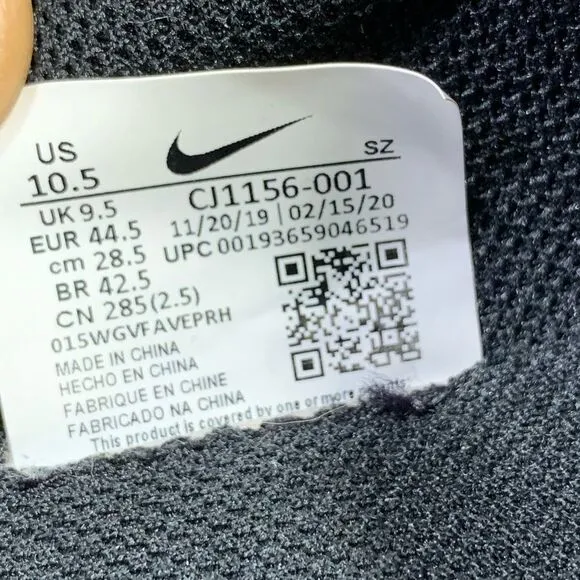 US
10.5
SZ
UK 9.5
CJ1156-001
EUR 44.5
11/20/19 | 02/15/20
cm 28.5
UPC 00193659046519
BR 42.5
CN 285(2.5)
015WGVFAVEPRH
MADE IN CHINA
HECHO EN CHINA
FABRIQUE EN CHINE
FABRICADO NA CHINA
This product is covered by one or more